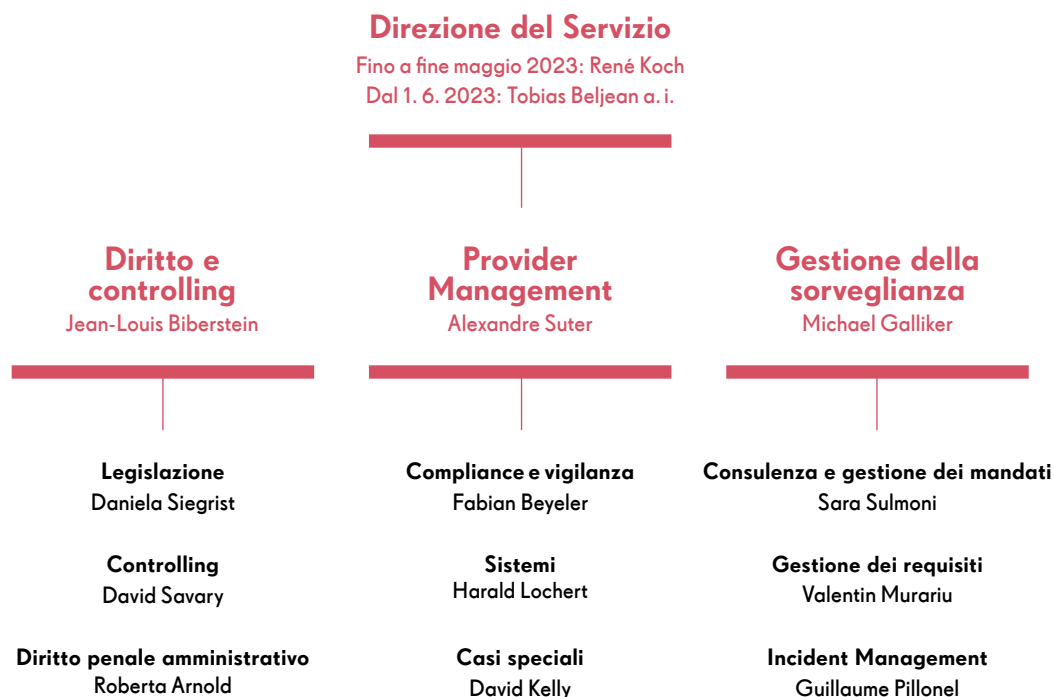 Direzione del Servizio
Fino a fine maggio 2023: René Koch
Dal 1. 6. 2023: Tobias Beljean a. i.
Diritto e
controlling
Jean-Louis Biberstein
Provider
Management
Alexandre Suter
Gestione della
sorveglianza
Michael Galliker
Legislazione
Daniela Siegrist
Controlling
David Savary
Diritto penale amministrativo
Roberta Arnold
Compliance e vigilanza
Fabian Beyeler
Sistemi
Harald Lochert
Casi speciali
David Kelly
Consulenza e gestione dei mandati
Sara Sulmoni
Gestione dei requisiti
Valentin Murariu
Incident Management
Guillaume Pillonel